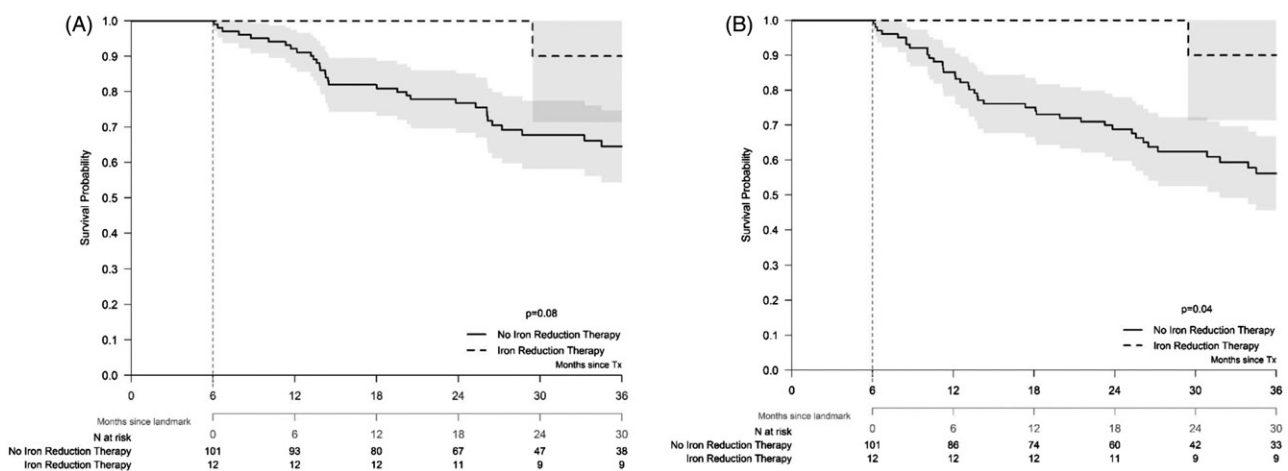 (A)
1.0
0.9
0.8
0.7
0.6
0.5
0.4
0.3
0.2
0.1
0.0
Survival Probability
p=0.08
No Iron Reduction Therapy
Iron Reduction Therapy
Months since Tx
0 6 12 18 24 30 36
Months since landmark
0 6 12 18 24 30
N at risk
No Iron Reduction Therapy 101 93 80 67 47 38
Iron Reduction Therapy 12 12 12 11 9 9
(B)
1.0
0.9
0.8
0.7
0.6
0.5
0.4
0.3
0.2
0.1
0.0
Survival Probability
p=0.04
No Iron Reduction Therapy
Iron Reduction Therapy
Months since Tx
0 6 12 18 24 30 36
Months since landmark
0 6 12 18 24 30
N at risk
No Iron Reduction Therapy 101 86 74 60 42 33
Iron Reduction Therapy 12 12 12 11 9 9